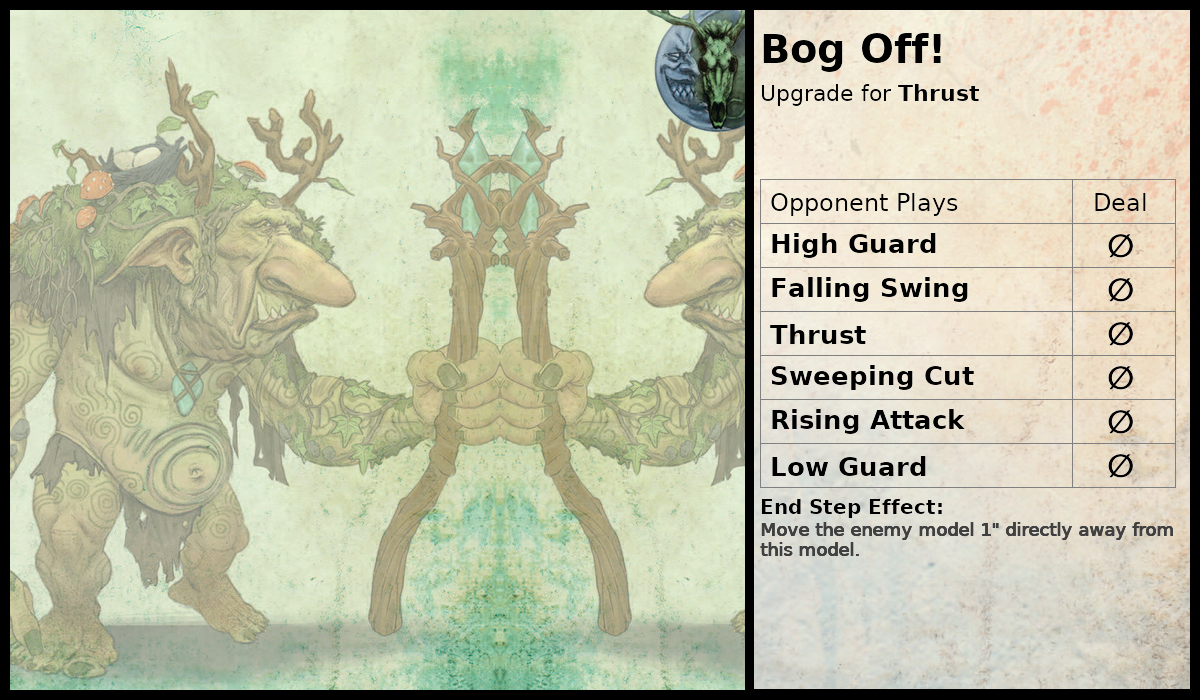 Bog Off!
Upgrade for Thrust
Opponent Plays Deal
High Guard ∅
Falling Swing ∅
Thrust ∅
Sweeping Cut ∅
Rising Attack ∅
Low Guard ∅
End Step Effect:
Move the enemy model 1" directly away from
this model.